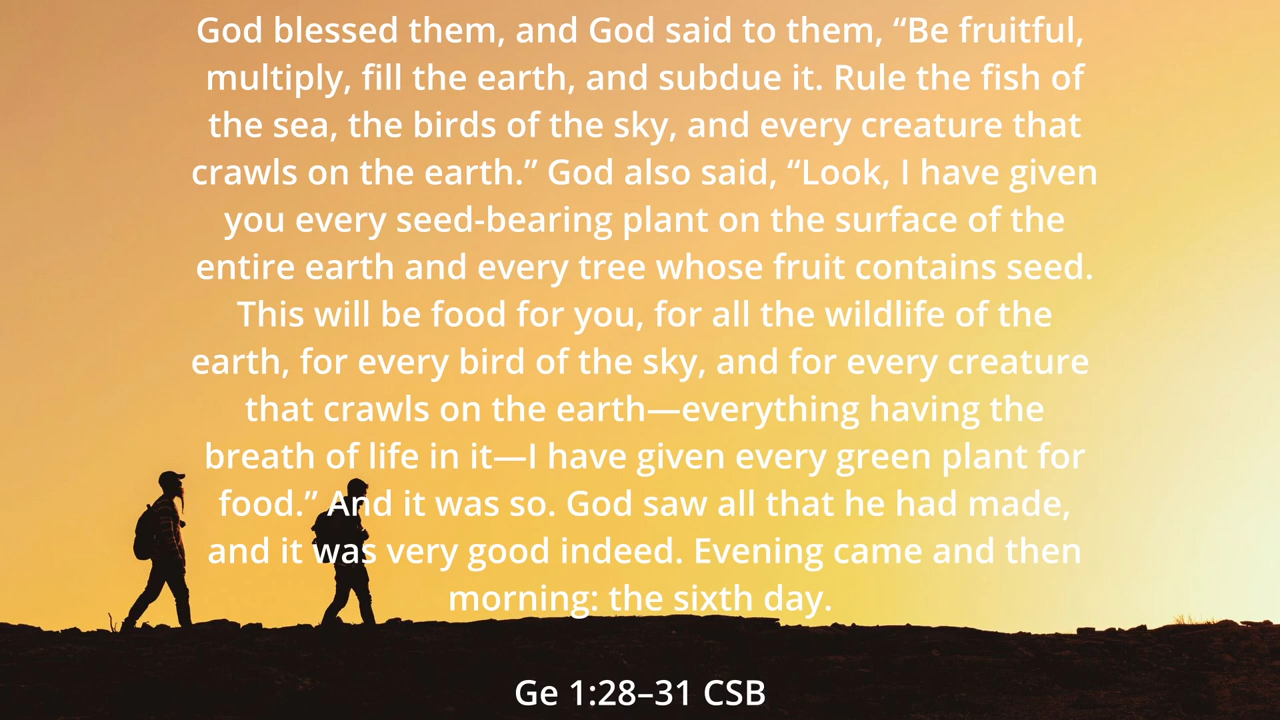 God blessed them, and God said to them, “Be fruitful,
multiply, fill the earth, and subdue it. Rule the fish of
the sea, the birds of the sky, and every creature that
crawls on the earth.” God also said, “Look, I have given
you every seed-bearing plant on the surface of the
entire earth and every tree whose fruit contains seed.
This will be food for you, for all the wildlife of the
earth, for every bird of the sky, and for every creature
that crawls on the earth—everything having the
breath of life in it—I have given every green plant for
food.” And it was so. God saw all that he had made,
and it was very good indeed. Evening came and then
morning: the sixth day.
Ge 1:28–31 CSB